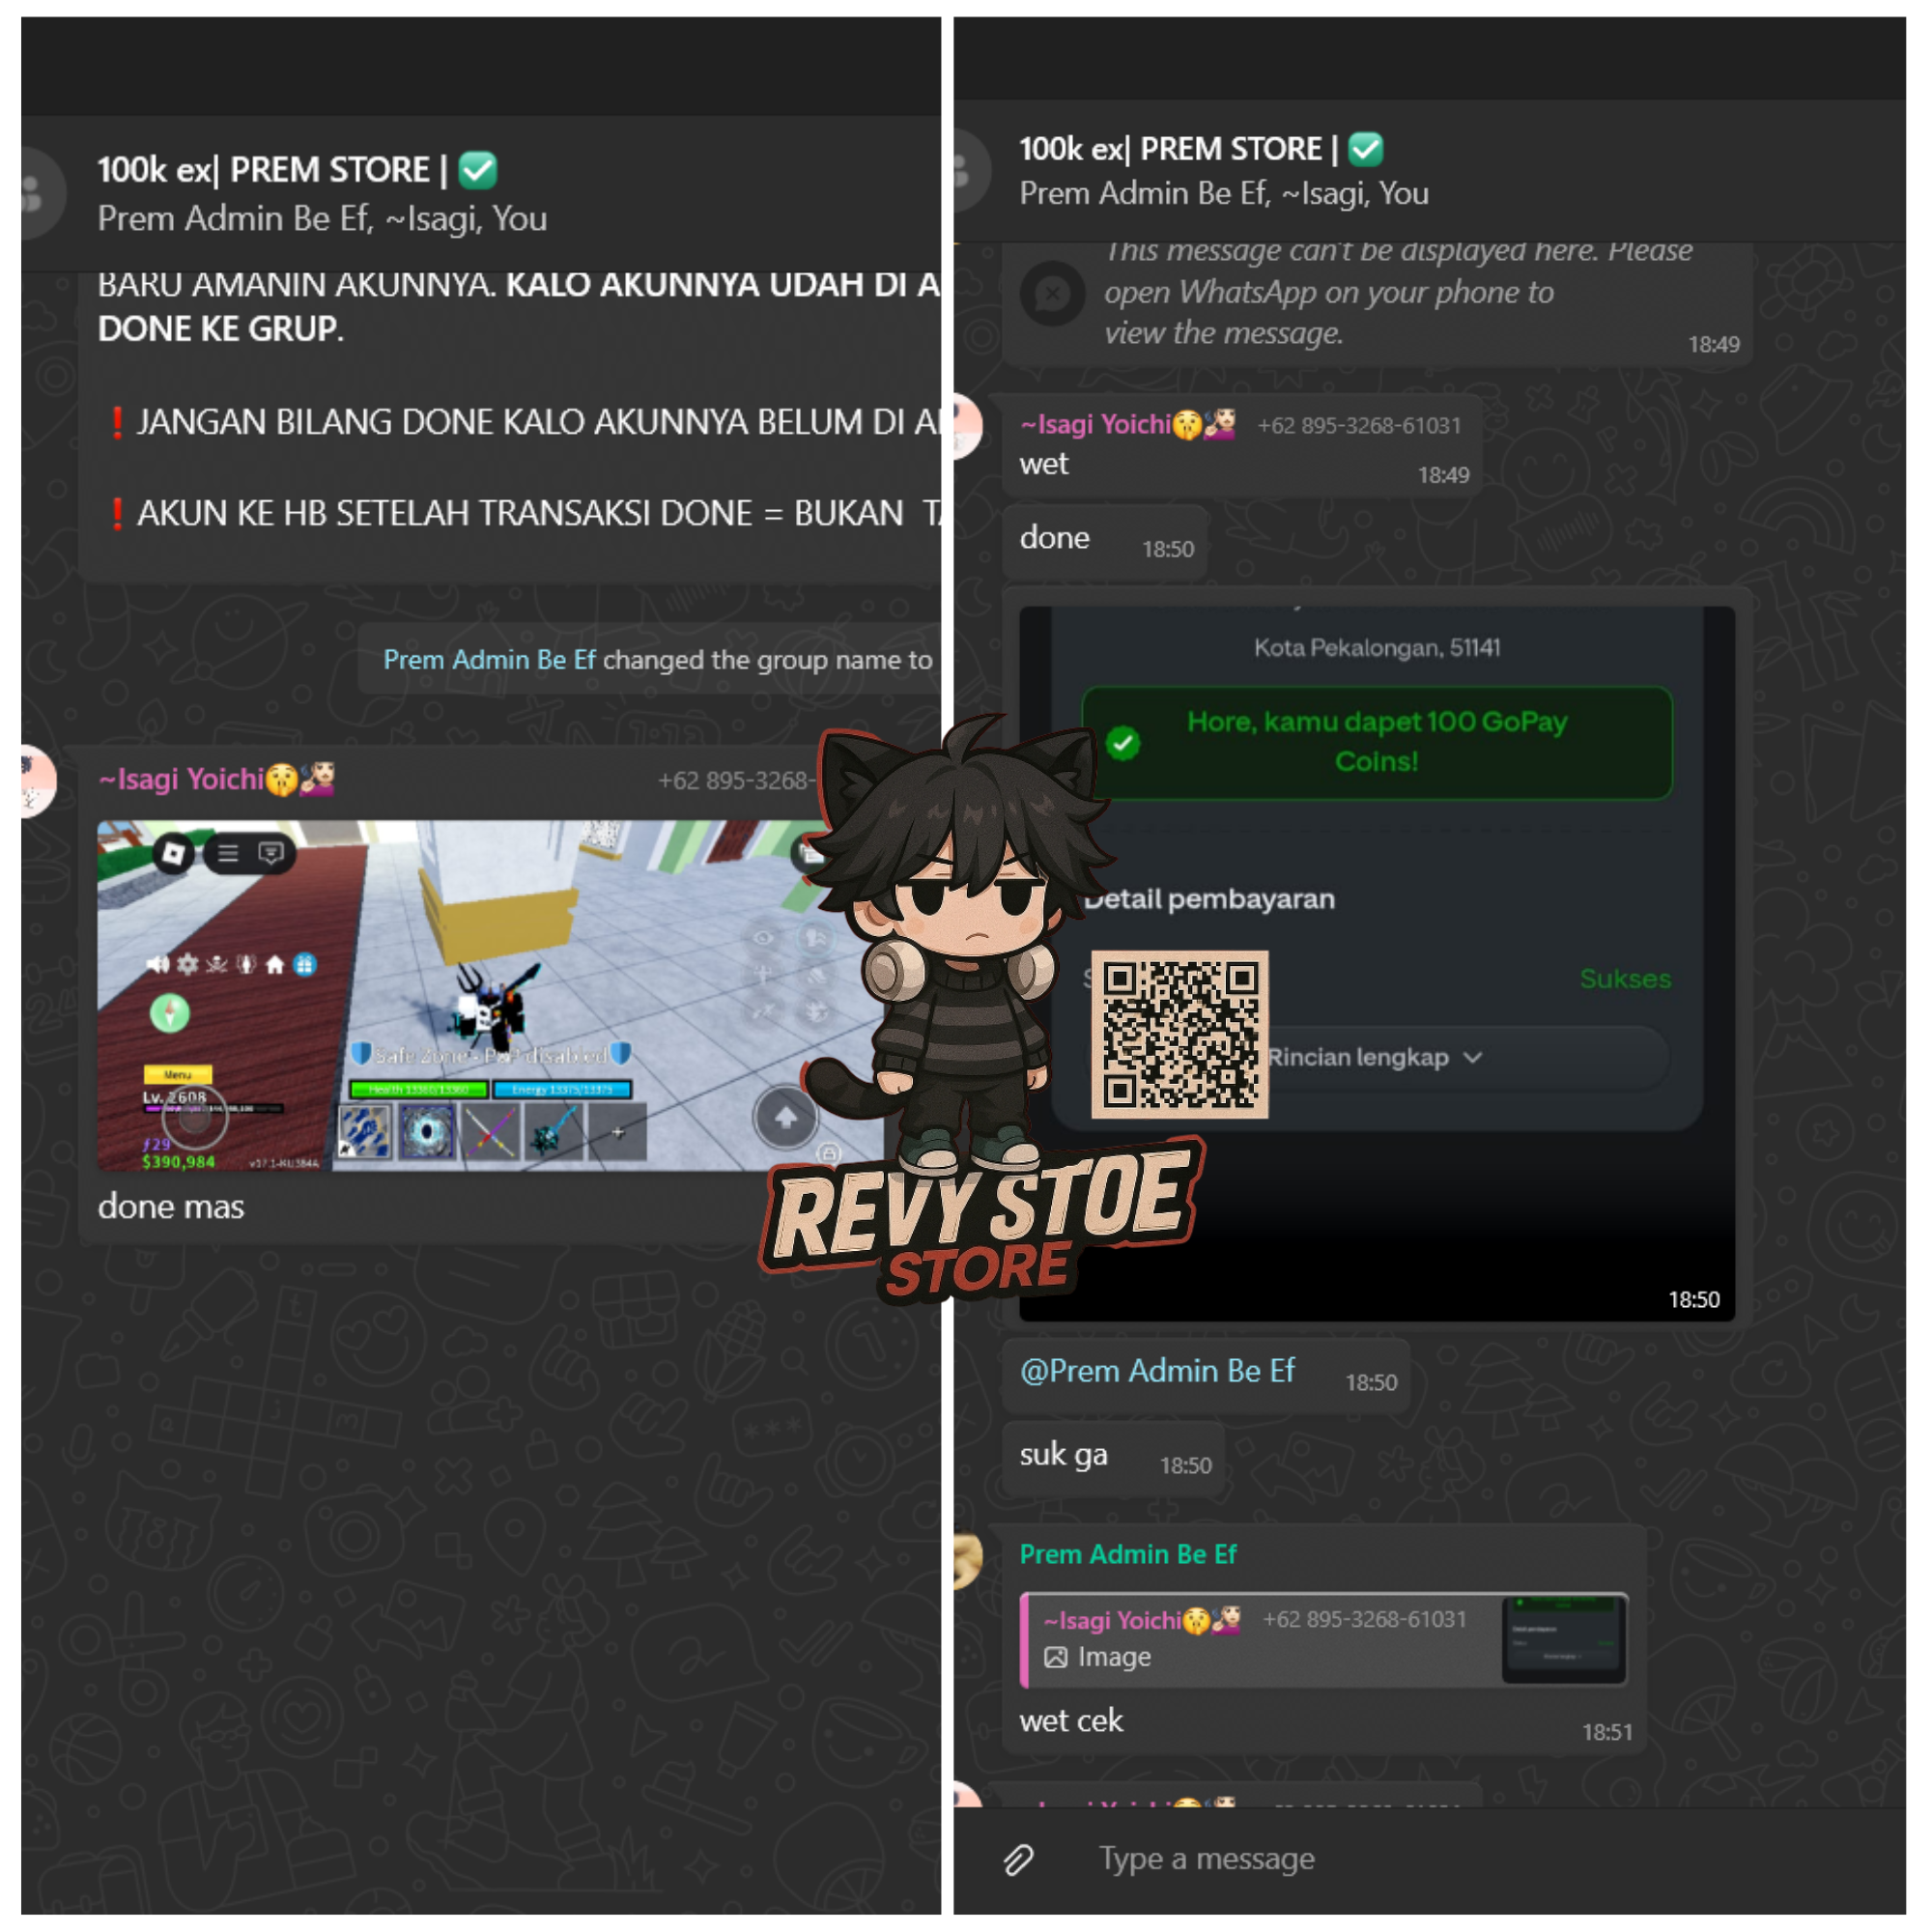 100k ex| PREM STORE | ✅
Prem Admin Be Ef, ~Isagi, You
BARU AMANIN AKUNNYA. KALO AKUNNYA UDAH DI A
DONE KE GRUP.
❗JANGAN BILANG DONE KALO AKUNNYA BELUM DI
❗AKUN KE HB SETELAH TRANSAKSI DONE = BUKAN
Prem Admin Be Ef changed the group name to
~Isagi Yoichi🤫💁🏻 +62 895-3268-
Safe Zone - PvP disabled
Health 13360/13360 Energy 13375/13375
Menu
Lv. 2608
ƒ29
$390,984
done mas
100k ex| PREM STORE | ✅
Prem Admin Be Ef, ~Isagi, You
This message can't be displayed here. Please
open WhatsApp on your phone to
view the message.
18:49
~Isagi Yoichi🤫💁🏻 +62 895-3268-61031
wet
18:49
done 18:50
Kota Pekalongan, 51141
Hore, kamu dapet 100 GoPay
Coins!
Detail pembayaran
Sukses
Rincian lengkap
18:50
REVY STOE
STORE
@Prem Admin Be Ef 18:50
suk ga 18:50
Prem Admin Be Ef
~Isagi Yoichi🤫💁🏻 +62 895-3268-61031
Image
wet cek
18:51
Type a message